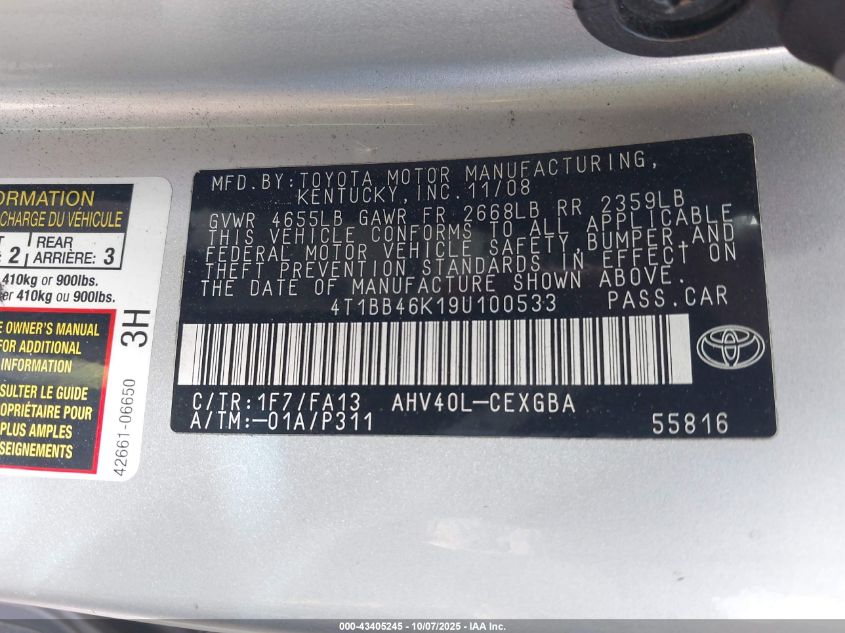 ORMATION
CHARGE DU VÉHICULE
2 REAR
ARRIÈRE: 3
410kg or 900lbs.
er 410kg ou 900lbs.
E OWNER'S MANUAL
FOR ADDITIONAL
INFORMATION
SULTER LE GUIDE
OPRIÉTAIRE POUR
PLUS AMPLES
SEIGNEMENTS
3H
42661-06650
MFD.BY:TOYOTA MOTOR MANUFACTURING,
KENTUCKY,INC.11/08
GVWR 4655LB GAWR FR 2668LB RR 2359LB
THIS VEHICLE CONFORMS TO ALL APPLICABLE
FEDERAL MOTOR VEHICLE SAFETY,BUMPER,AND
THEFT PREVENTION STANDARDS IN EFFECT ON
THE DATE OF MANUFACTURE SHOWN ABOVE.
4T1BB46K19U100533 PASS.CAR
C/TR:1F7/FA13 AHV40L-CEXGBA
A/TM:-01A/P311 55816
TOYOTA
000-43405245 - 10/07/2025 - IAA Inc.